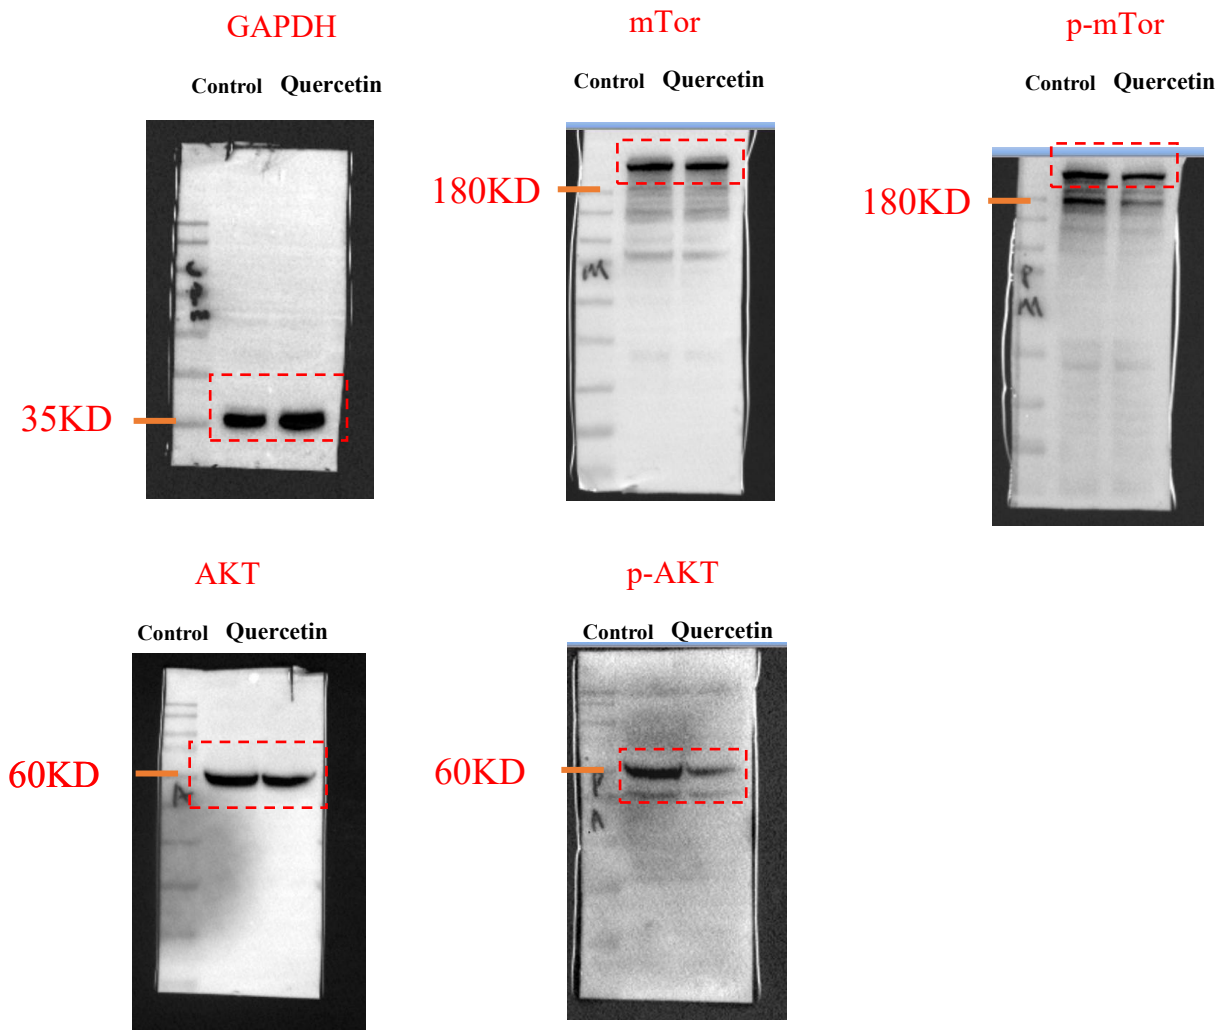 GAPDH
Control Quercetin
35KD
mTor
Control Quercetin
180KD
M
p-mTor
Control Quercetin
180KD
P
M
AKT
Control Quercetin
60KD
A
p-AKT
Control Quercetin
60KD
P
A